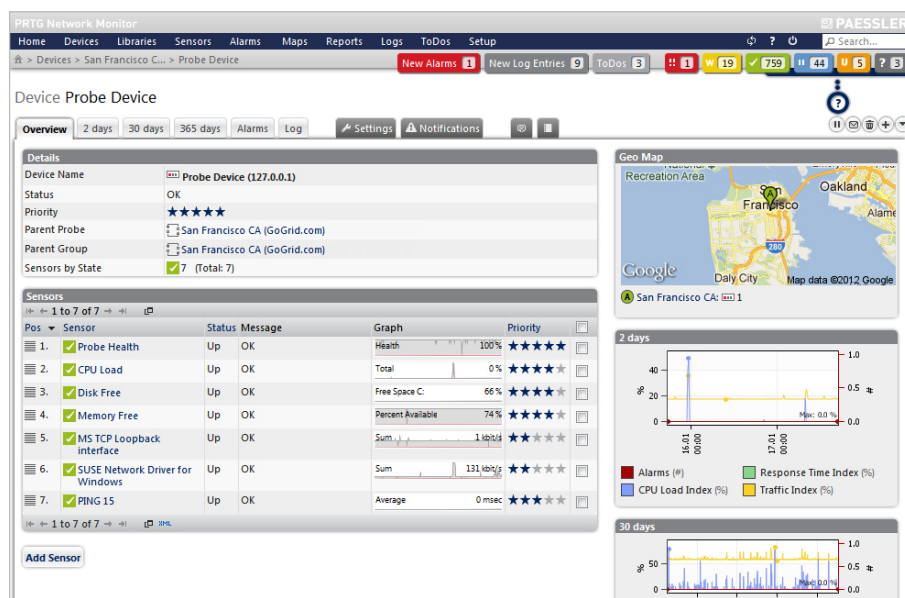 PRTG Network Monitor
PAESSLER
Home Devices Libraries Sensors Alarms Maps Reports Logs ToDos Setup
? Search...
> Devices > San Francisco C... > Probe Device
New Alarms 1 New Log Entries 9 ToDos 3 !! 1 W 19 759 II 44 U 5 ? 3
Device Probe Device
?
Overview 2 days 30 days 365 days Alarms Log Settings Notifications
Details
Device Name Probe Device (127.0.0.1)
Status OK
Priority ★★★★★
Parent Probe San Francisco CA (GoGrid.com)
Parent Group San Francisco CA (GoGrid.com)
Sensors by State 7 (Total: 7)
Sensors
1 to 7 of 7
Pos Sensor Status Message Graph Priority
1. Probe Health Up OK Health 100 % ★★★★★
2. CPU Load Up OK Total 0 % ★★★★★
3. Disk Free Up OK Free Space C: 66 % ★★★★★
4. Memory Free Up OK Percent Available 74 % ★★★★★
5. MS TCP Loopback interface Up OK Sum 1 kbit/s ★★★★★
6. SUSE Network Driver for Windows Up OK Sum 131 kbit/s ★★★★★
7. PING 15 Up OK Average 0 msec ★★★★★
1 to 7 of 7 XML
Add Sensor
Geo Map
Recreation Area
San Francisco
A
Oakland
Alame
280
Google
Daly City
Map data ©2012 Google
A San Francisco CA: 1
2 days
%
40
20
0
1.0
0.5
0.0
#
Max: 0.0 %
16.01 00:00
17.01 00:00
Alarms (#) Response Time Index (%)
CPU Load Index (%) Traffic Index (%)
30 days
%
50
0
1.0
0.5
0.0
#
Max: 0.0 %